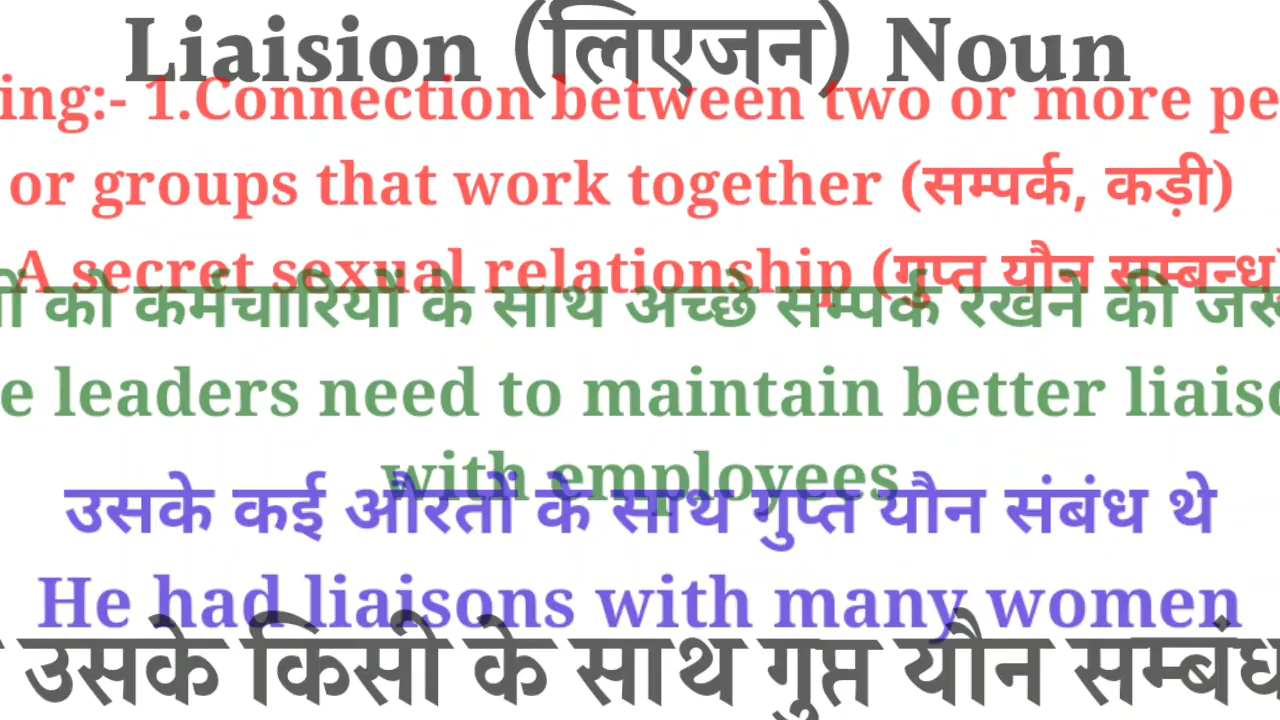 Liaision (लिएजन) Noun
ing:- 1.Connection between two or more pe
or groups that work together (सम्पर्क, कड़ी)
A secret sexual relationship (गुप्त यौन सम्बन्ध)
को कर्मचारियों के साथ अच्छे सम्पर्क रखने की
leaders need to maintain better liaiso
with employees
उसके कई औरतों के साथ गुप्त यौन संबंध थे
He had liaisons with many women
उसके किसी के साथ गुप्त यौन सम्बंध